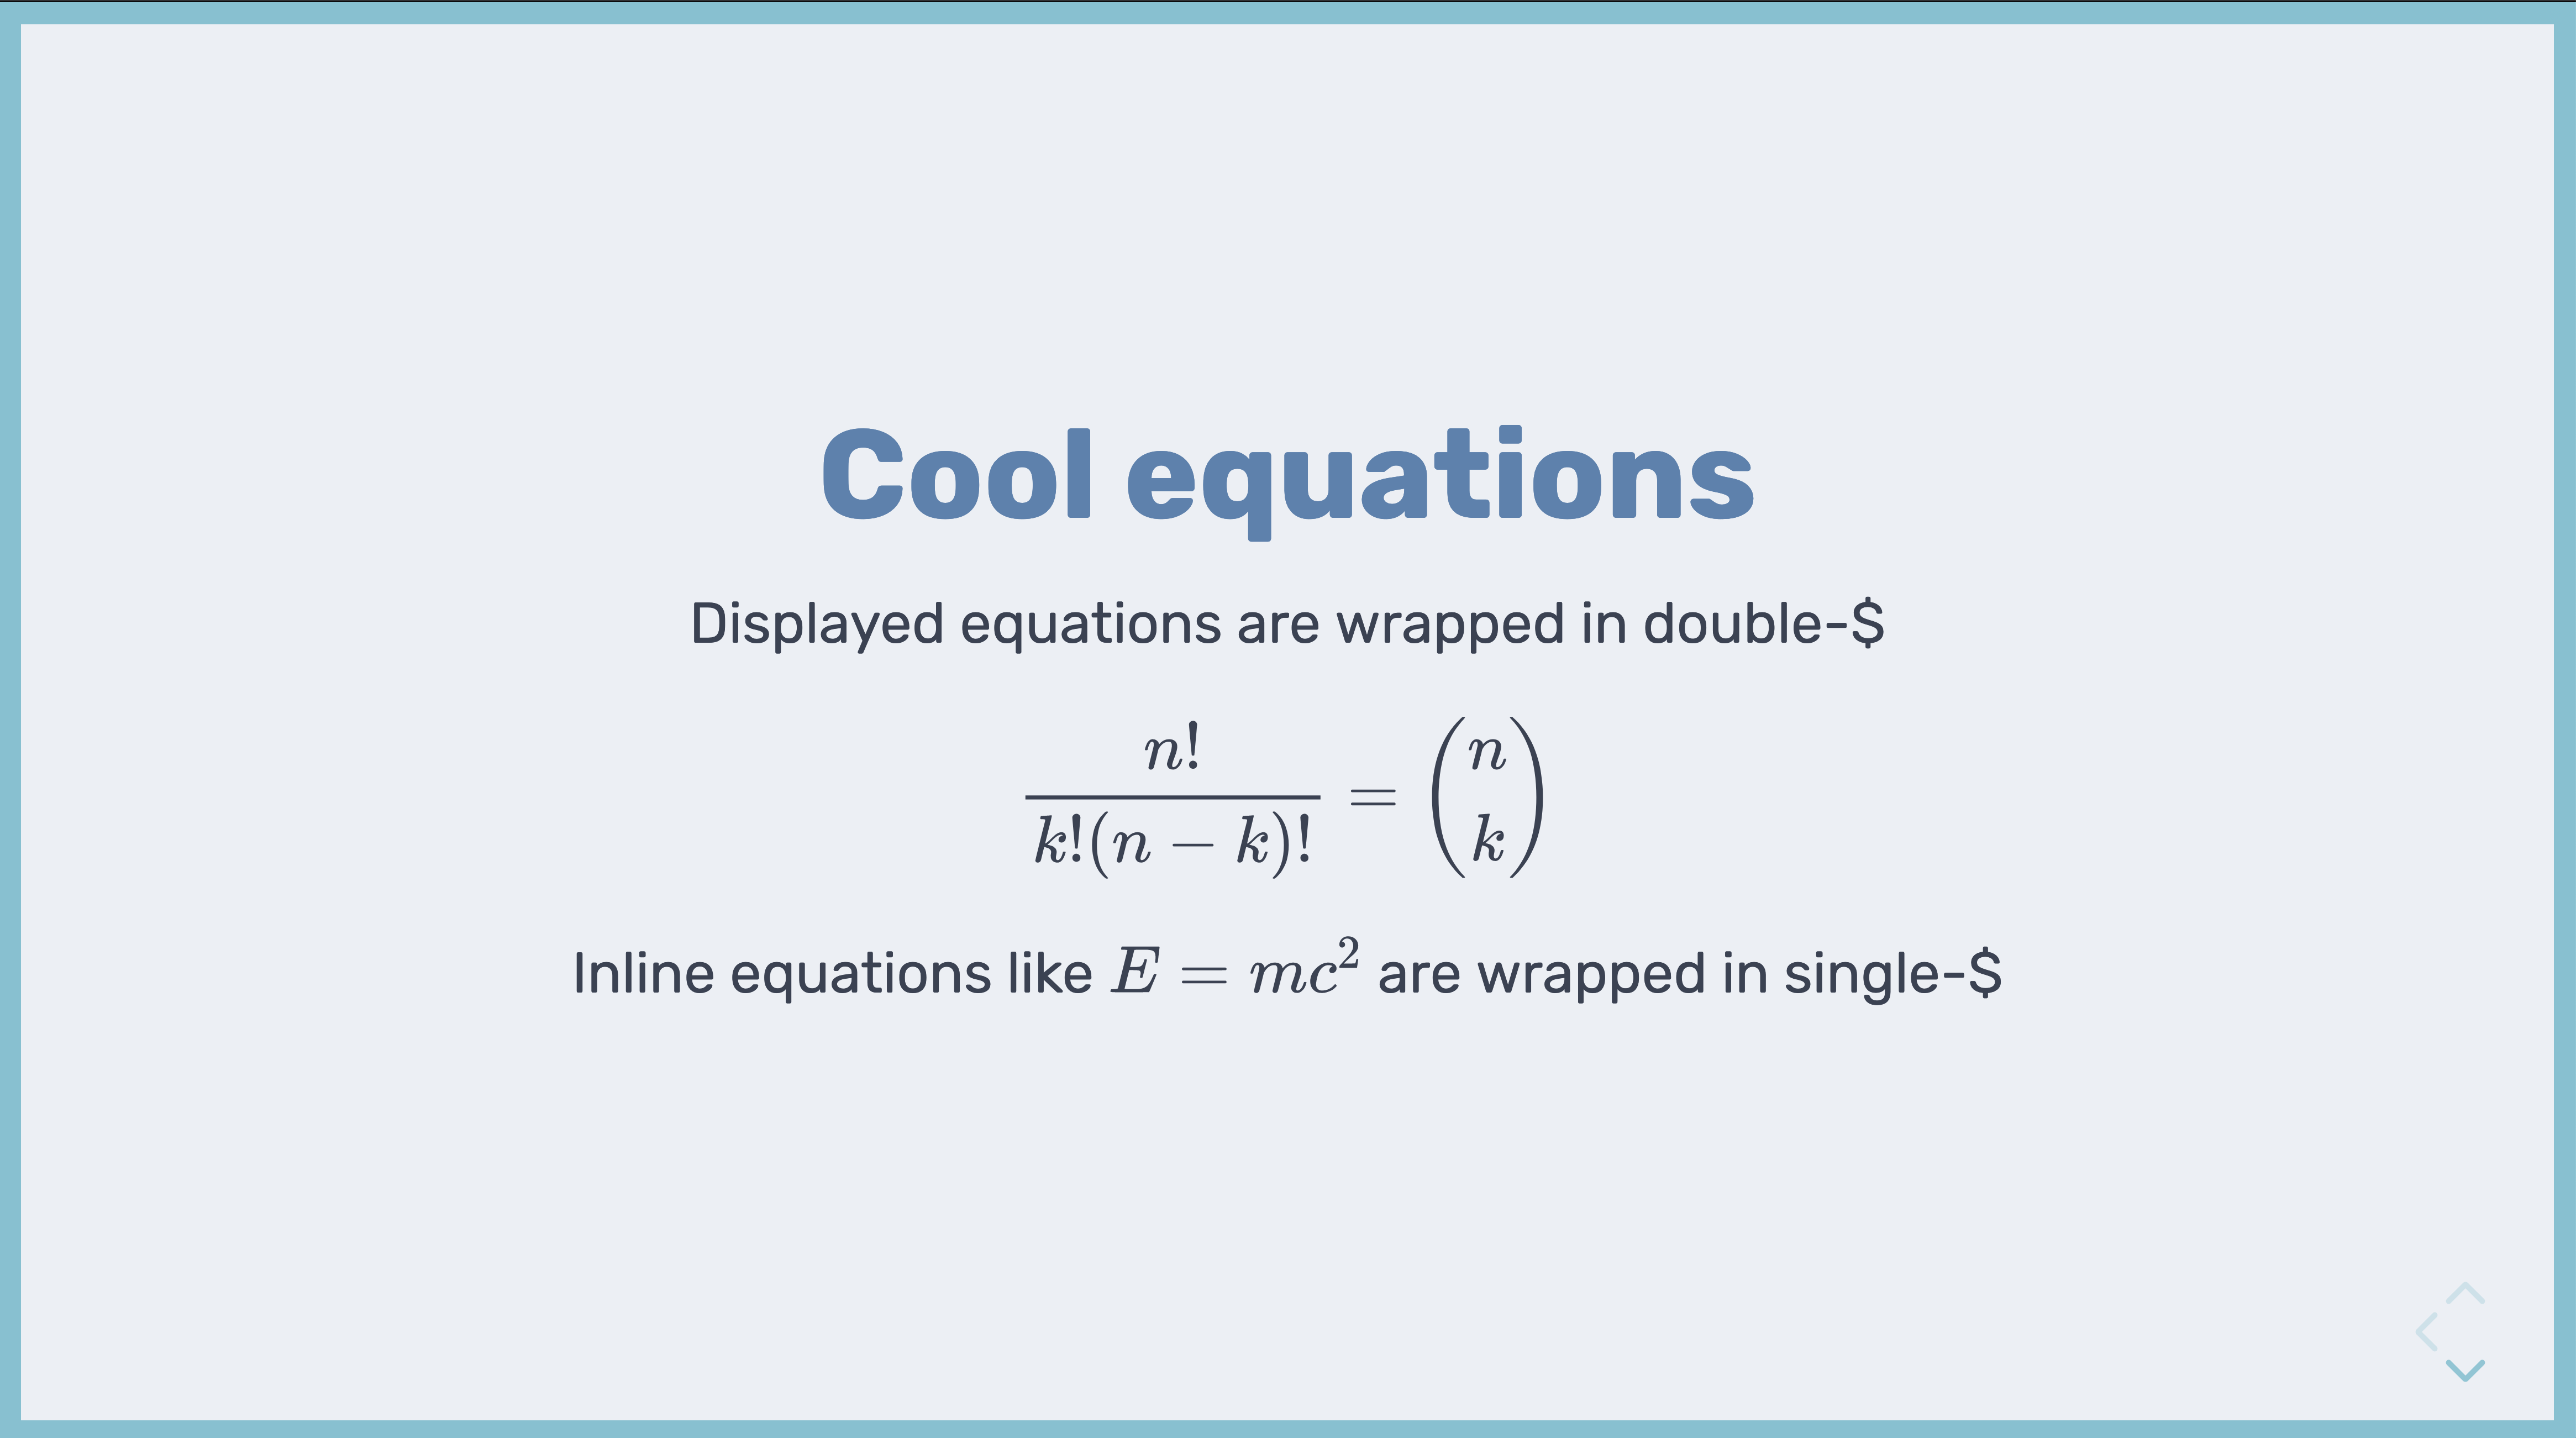 Cool equations
Displayed equations are wrapped in double-$
$$\frac{n!}{k!(n-k)!} = \binom{n}{k}$$
Inline equations like $E = mc^2$ are wrapped in single-$